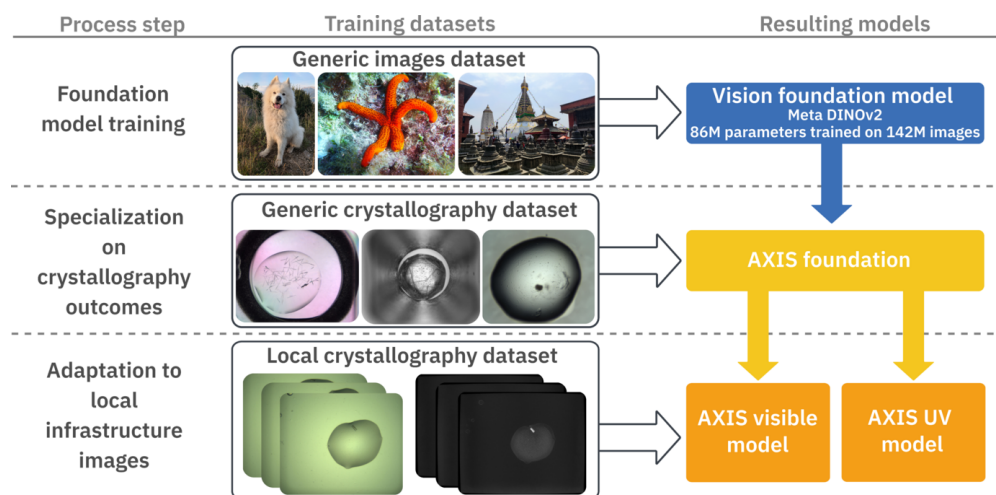 Process step
Training datasets
Resulting models
Foundation
model training
Generic images dataset
Vision foundation model
Meta DINOv2
86M parameters trained on 142M images
Specialization
on
crystallography
outcomes
Generic crystallography dataset
AXIS foundation
Adaptation to
local
infrastructure
images
Local crystallography dataset
AXIS visible
model
AXIS UV
model